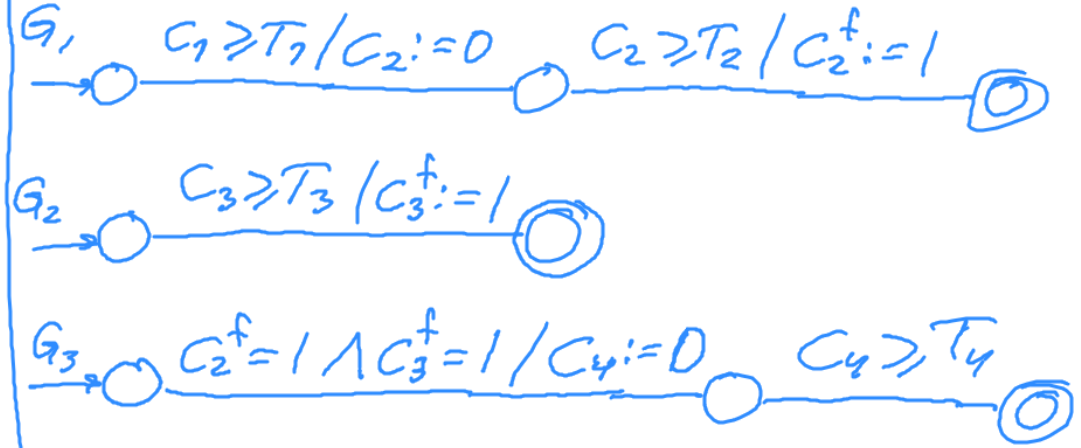 G₁ C₁ ≥ T₁ / C₂ := 0 C₂ ≥ T₂ / C₂ᶠ := 1
G₂ C₃ ≥ T₃ / C₃ᶠ := 1
G₃ C₂ᶠ = 1 ∧ C₃ᶠ = 1 / C₄ := 0 C₄ ≥ T₄